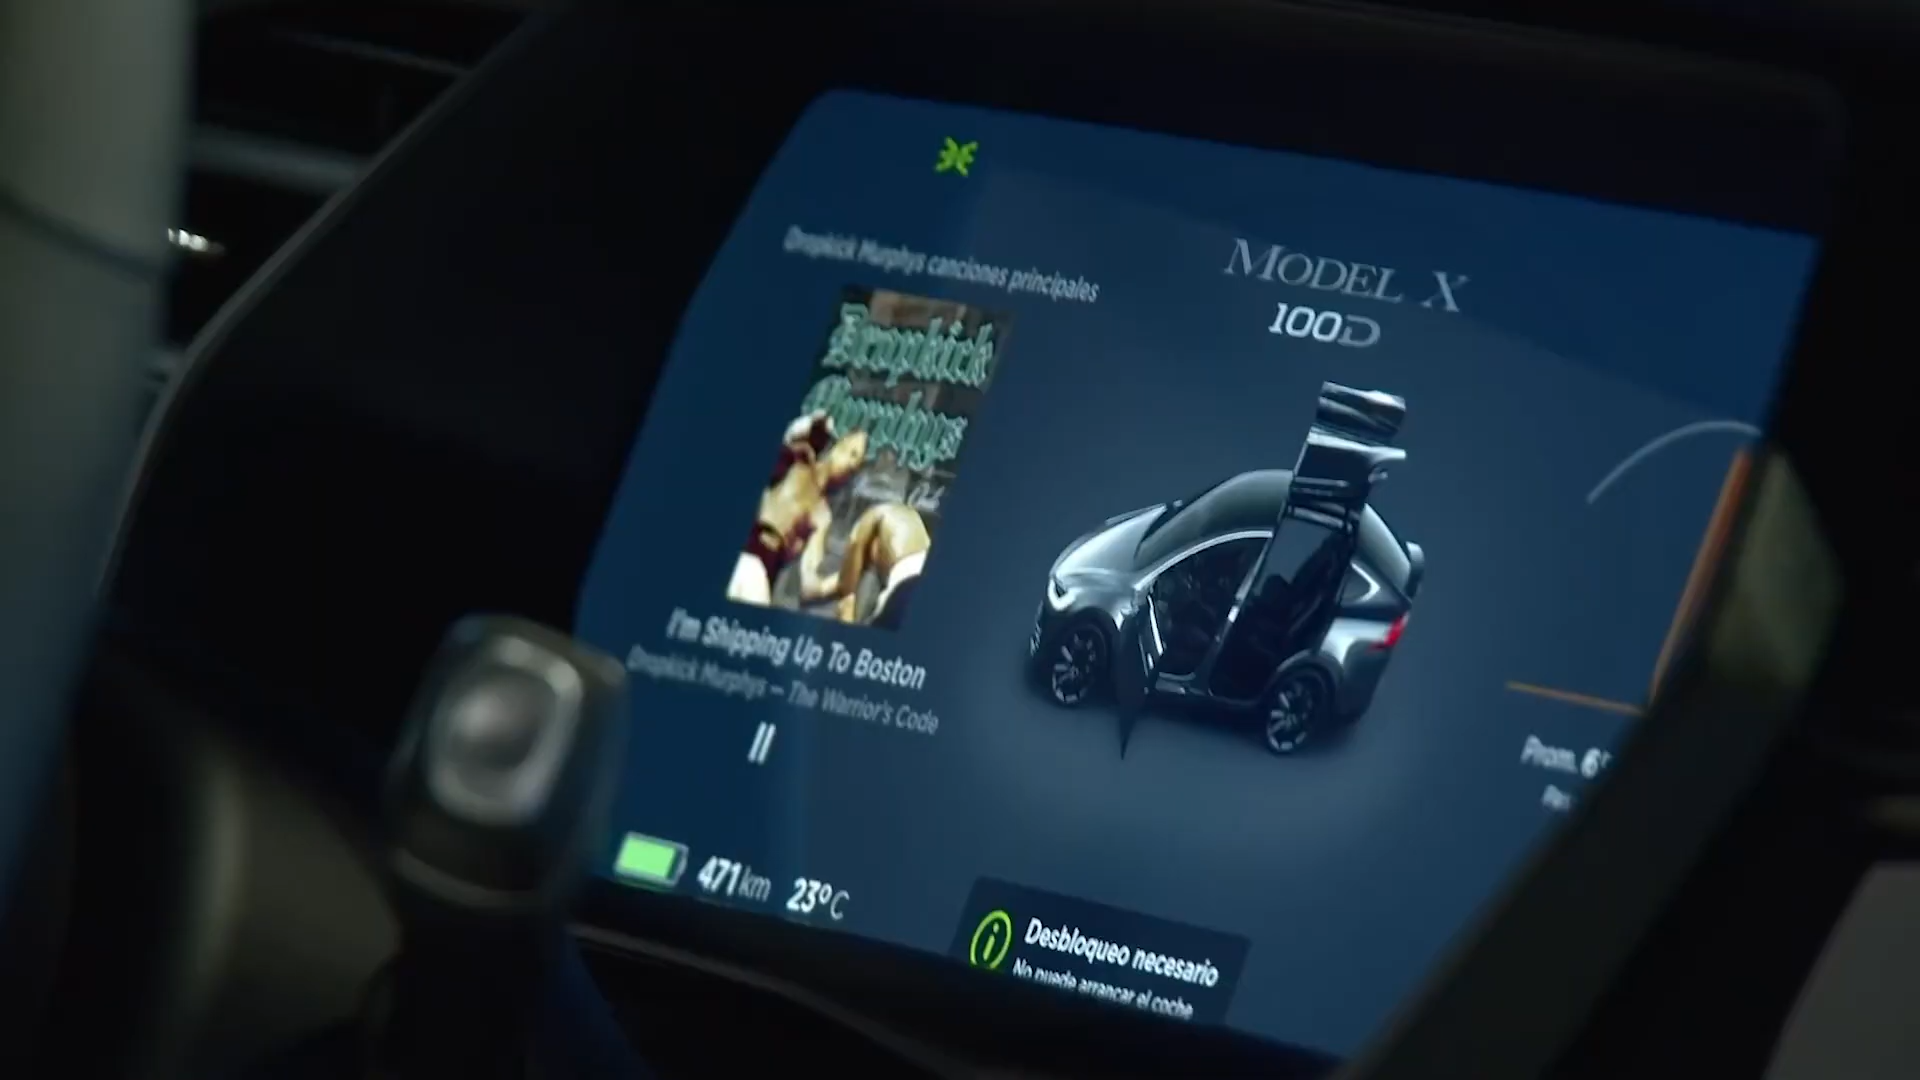 Dropkick Murphys canciones principales
Dropkick
Murphys
I'm Shipping Up To Boston
Dropkick Murphys — The Warrior's Code
471km 23°C
MODEL X
100D
Prom.
Desbloqueo necesario
No puede arrancar el coche